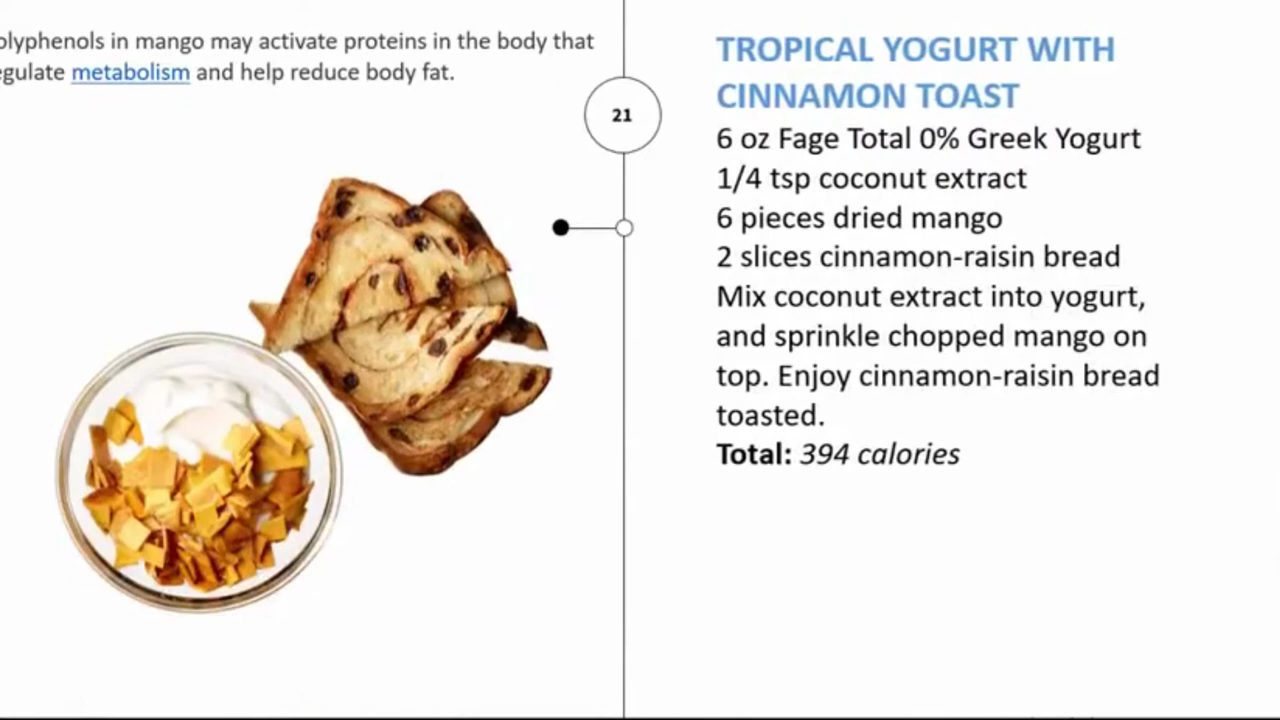 olyphenols in mango may activate proteins in the body that
egulate metabolism and help reduce body fat.
21
TROPICAL YOGURT WITH
CINNAMON TOAST
6 oz Fage Total 0% Greek Yogurt
1/4 tsp coconut extract
6 pieces dried mango
2 slices cinnamon-raisin bread
Mix coconut extract into yogurt,
and sprinkle chopped mango on
top. Enjoy cinnamon-raisin bread
toasted.
Total: 394 calories